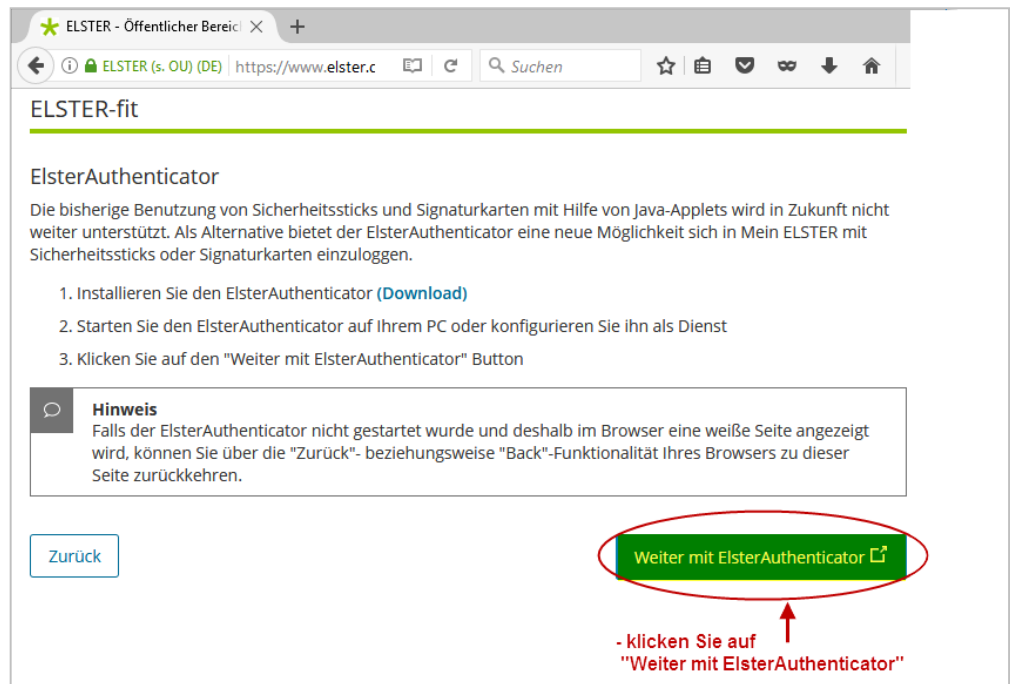 ELSTER - Öffentlicher Bereic
ELSTER (s. OU) (DE) https://www.elster.c Suchen
ELSTER-fit
ElsterAuthenticator
Die bisherige Benutzung von Sicherheitssticks und Signaturkarten mit Hilfe von Java-Applets wird in Zukunft nicht
weiter unterstützt. Als Alternative bietet der ElsterAuthenticator eine neue Möglichkeit sich in Mein ELSTER mit
Sicherheitssticks oder Signaturkarten einzuloggen.
1. Installieren Sie den ElsterAuthenticator (Download)
2. Starten Sie den ElsterAuthenticator auf Ihrem PC oder konfigurieren Sie ihn als Dienst
3. Klicken Sie auf den "Weiter mit ElsterAuthenticator" Button
Hinweis
Falls der ElsterAuthenticator nicht gestartet wurde und deshalb im Browser eine weiße Seite angezeigt
wird, können Sie über die "Zurück"- beziehungsweise "Back"-Funktionalität Ihres Browsers zu dieser
Seite zurückkehren.
Zurück
Weiter mit ElsterAuthenticator
- klicken Sie auf
"Weiter mit ElsterAuthenticator"